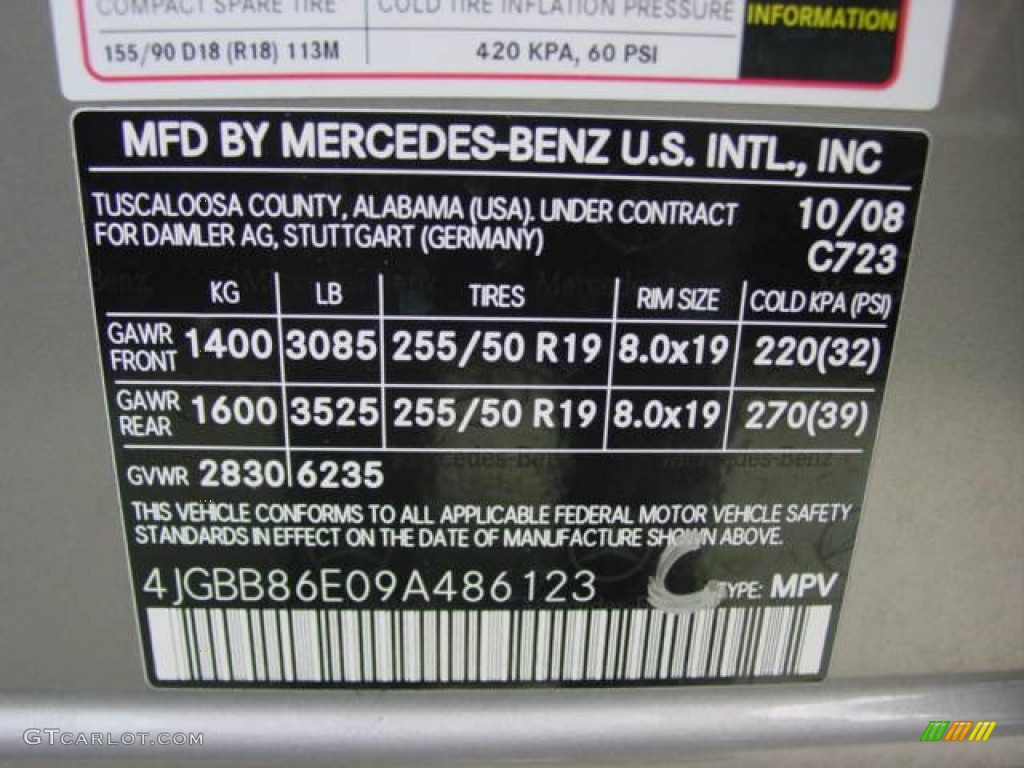 COMPACT SPARE TIRE COLD TIRE INFLATION PRESSURE
INFORMATION
155/90 D18 (R18) 113M 420 KPA, 60 PSI
MFD BY MERCEDES-BENZ U.S. INTL., INC
TUSCALOOSA COUNTY, ALABAMA (USA). UNDER CONTRACT 10/08
FOR DAIMLER AG, STUTTGART (GERMANY) C723
KG LB TIRES RIM SIZE COLD KPA (PSI)
GAWR FRONT 1400 3085 255/50 R19 8.0x19 220(32)
GAWR REAR 1600 3525 255/50 R19 8.0x19 270(39)
GVWR 2830 6235
THIS VEHICLE CONFORMS TO ALL APPLICABLE FEDERAL MOTOR VEHICLE SAFETY
STANDARDS IN EFFECT ON THE DATE OF MANUFACTURE SHOWN ABOVE.
4JGBB86E09A486123 TYPE: MPV
GTCARLOT.COM